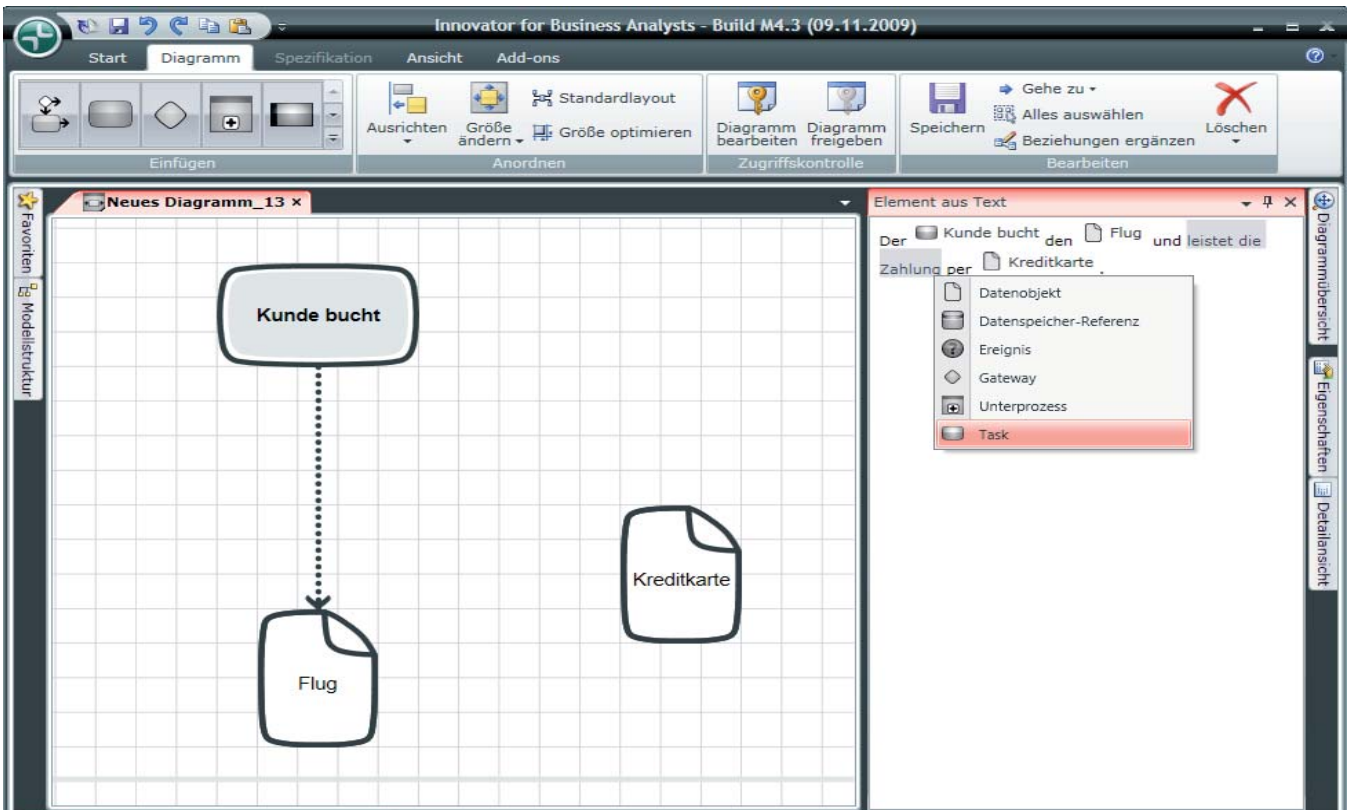 Innovator for Business Analysts - Build M4.3 (09.11.2009)
Start Diagramm Spezifikation Ansicht Add-ons
Ausrichten
Größe ändern
Standardlayout
Größe optimieren
Diagramm bearbeiten
Diagramm freigeben
Speichern
Gehe zu
Alles auswählen
Beziehungen ergänzen
Löschen
Einfügen Anordnen Zugriffskontrolle Bearbeiten
Favoriten
Modellstruktur
Neues Diagramm_13 ×
Kunde bucht
Kreditkarte
Flug
Element aus Text
Der Kunde bucht den Flug und leistet die
Zahlung per Kreditkarte .
Datenobjekt
Datenspeicher-Referenz
Ereignis
Gateway
Unterprozess
Task
Diagrammübersicht
Eigenschaften
Detailansicht